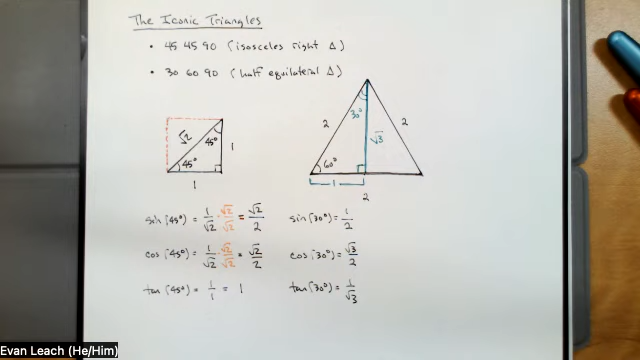 The Iconic Triangles
• 45 45 90 (isosceles right Δ)
• 30 60 90 (half equilateral Δ)
√2 45° 45° 1
1
30° 2 √3 2
60°
1
2
sin(45°) = 1/√2 · √2/√2 = √2/2
cos(45°) = 1/√2 · √2/√2 = √2/2
tan(45°) = 1/1 = 1
sin(30°) = 1/2
cos(30°) = √3/2
tan(30°) = 1/√3
Evan Leach (He/Him)